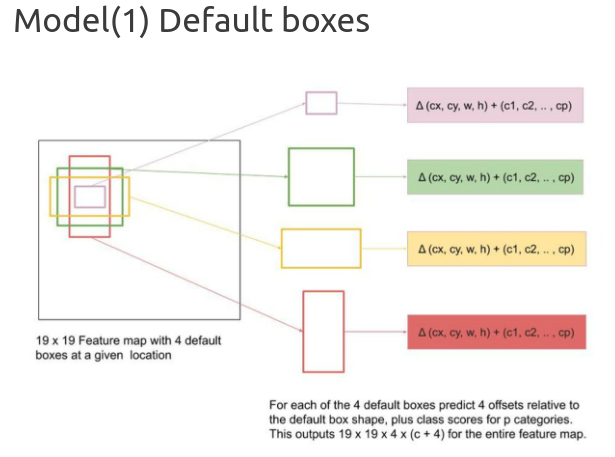 Model(1) Default boxes
Δ (cx, cy, w, h) + (c1, c2, .. , cp)
Δ (cx, cy, w, h) + (c1, c2, .. , cp)
Δ (cx, cy, w, h) + (c1, c2, .. , cp)
Δ (cx, cy, w, h) + (c1, c2, .. , cp)
19 x 19 Feature map with 4 default
boxes at a given location
For each of the 4 default boxes predict 4 offsets relative to
the default box shape, plus class scores for p categories.
This outputs 19 x 19 x 4 x (c + 4) for the entire feature map.